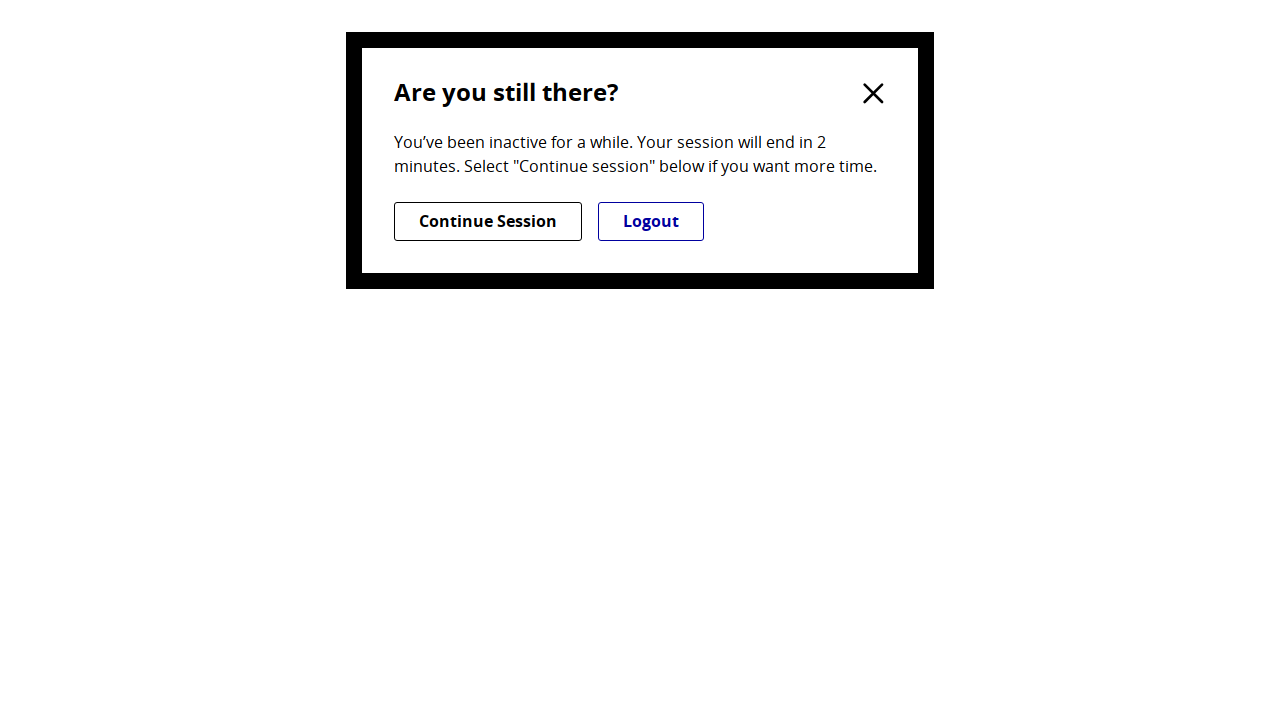 Are you still there?
You’ve been inactive for a while. Your session will end in 2
minutes. Select "Continue session" below if you want more time.
Continue Session
Logout